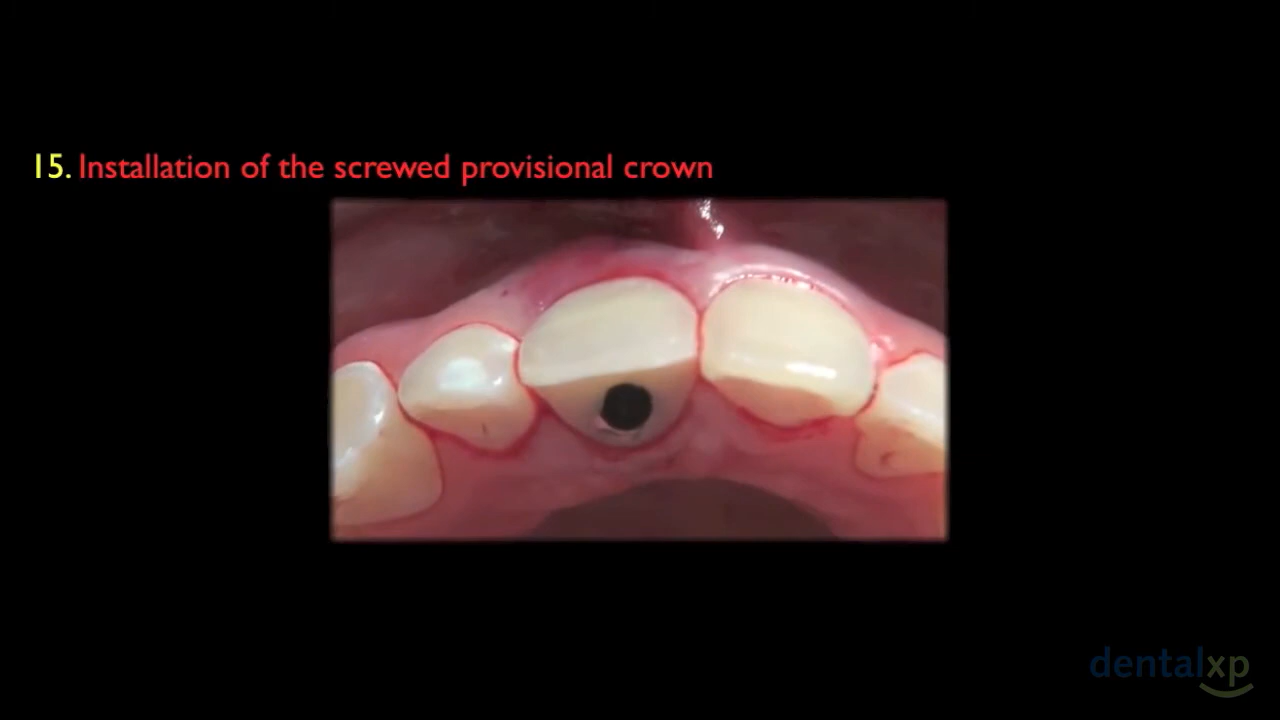 15. Installation of the screwed provisional crown
dentalxp